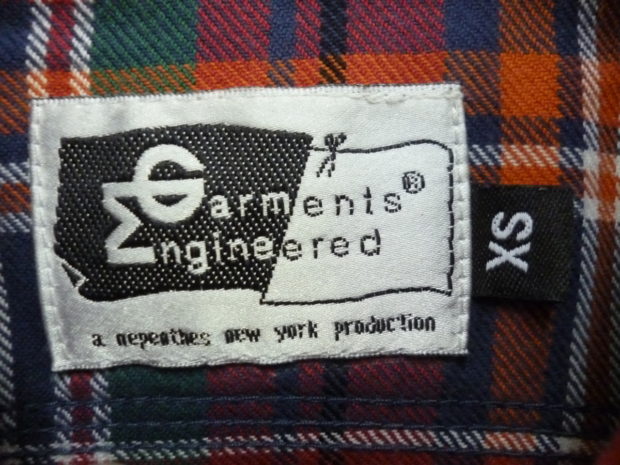 Garments®
Engineered
a nepenthes new york production
XS